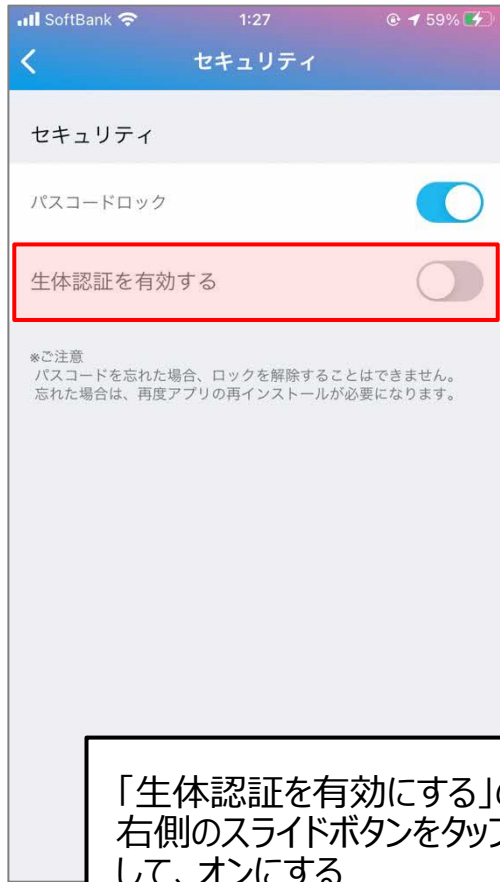 SoftBank 1:27 59%
セキュリティ
セキュリティ
パスコードロック
生体認証を有効する
※ご注意
パスコードを忘れた場合、ロックを解除することはできません。
忘れた場合は、再度アプリの再インストールが必要になります。
「生体認証を有効にする」
右側のスライドボタンをタップ
して、オンにする